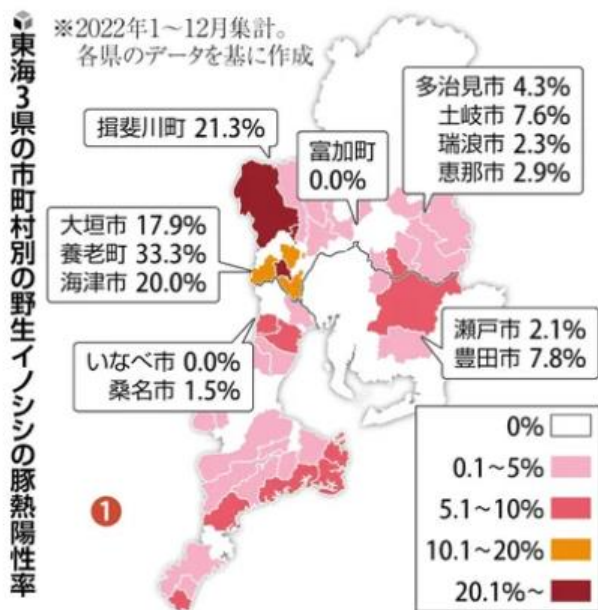 東海3県の市町村別の野生イノシシの豚熱陽性率
※2022年1～12月集計。
各県のデータを基に作成
揖斐川町 21.3%
富加町
0.0%
多治見市 4.3%
土岐市 7.6%
瑞浪市 2.3%
恵那市 2.9%
大垣市 17.9%
養老町 33.3%
海津市 20.0%
いなべ市 0.0%
桑名市 1.5%
瀬戸市 2.1%
豊田市 7.8%
0%
0.1～5%
5.1～10%
10.1～20%
20.1%～
1